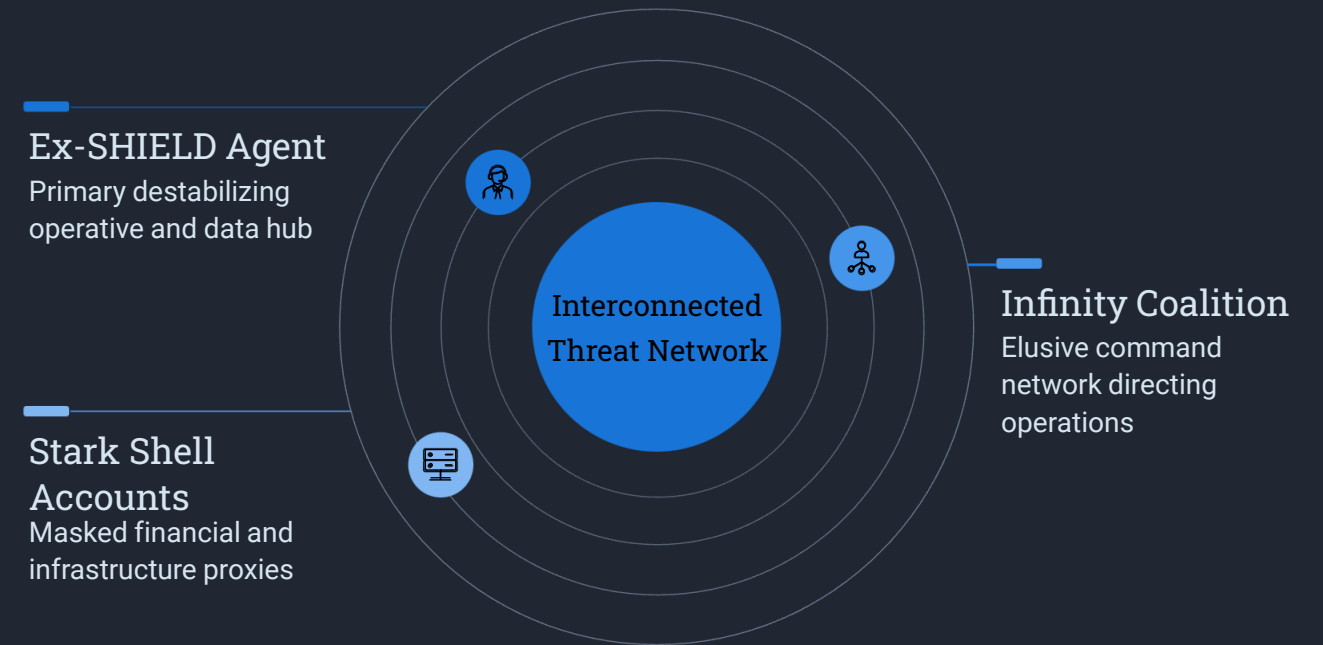 Ex-SHIELD Agent
Primary destabilizing
operative and data hub
Interconnected
Threat Network
Infinity Coalition
Elusive command
network directing
operations
Stark Shell
Accounts
Masked financial and
infrastructure proxies